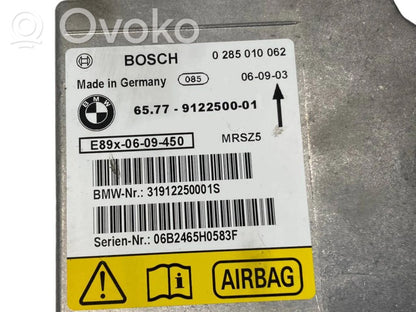 Ovoko
BOSCH 0 285 010 062
Made in Germany 085 06-09-03
BMW 65.77 - 9122500-01
E89x-06-09-450 MRSZ5
BMW-Nr.: 31912250001S
Serien-Nr.: 06B2465H0583F
AIRBAG